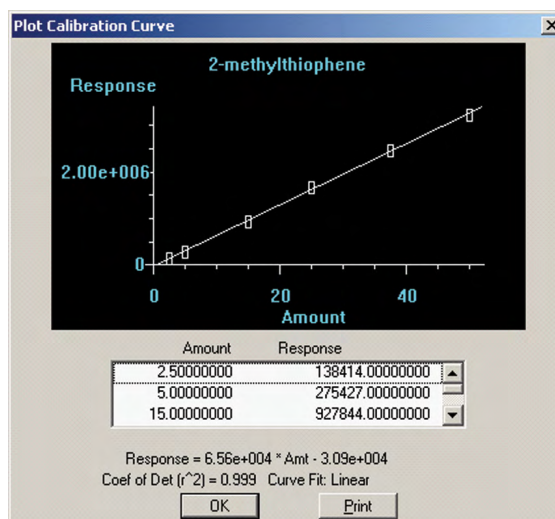 Plot Calibration Curve
2-methylthiophene
Response
2.00e+006
0
0 20 40
Amount
Amount Response
2.50000000 138414.00000000
5.00000000 275427.00000000
15.00000000 927844.00000000
Response = 6.56e+004 * Amt - 3.09e+004
Coef of Det (r^2) = 0.999 Curve Fit: Linear
OK Print